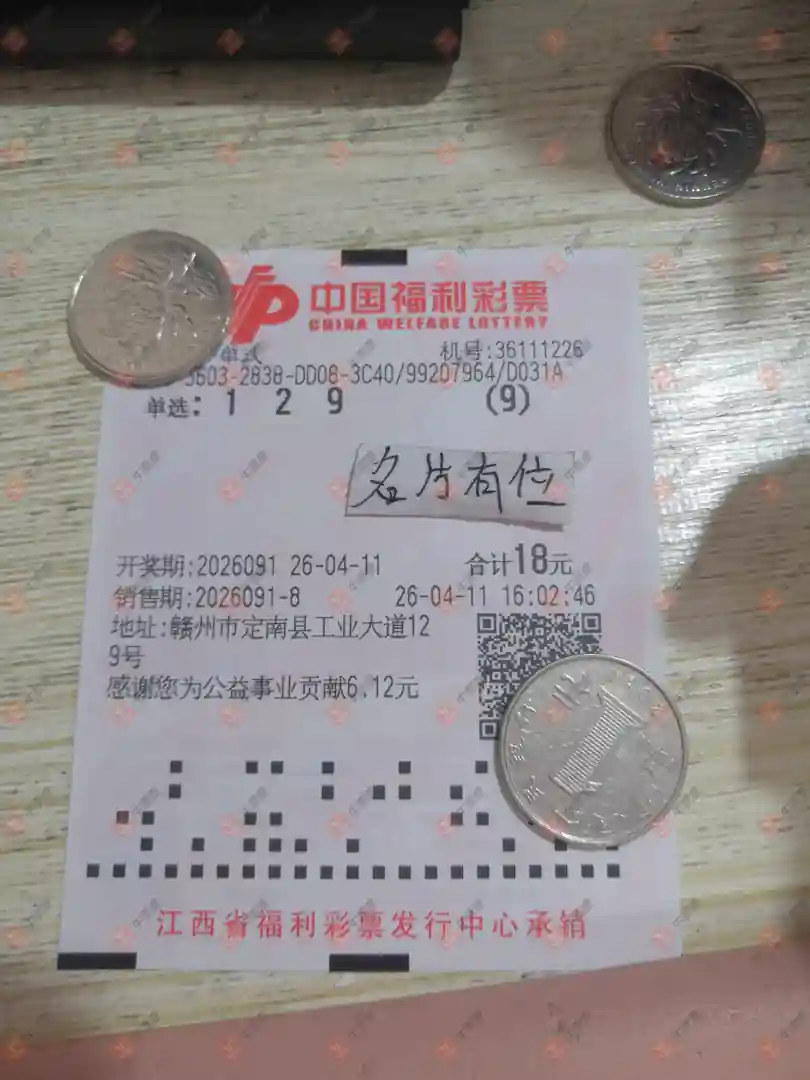 中国福利彩票
CHINA WELFARE LOTTERY
单式 机号:36111226
3603-2838-DD08-3C40/99207964/D031A
单选: 1 2 9 (9)
名片有位
开奖期:2026091 26-04-11 合计18元
销售期:2026091-8 26-04-11 16:02:46
地址:赣州市定南县工业大道12
9号
感谢您为公益事业贡献6.12元
江西省福利彩票发行中心承销